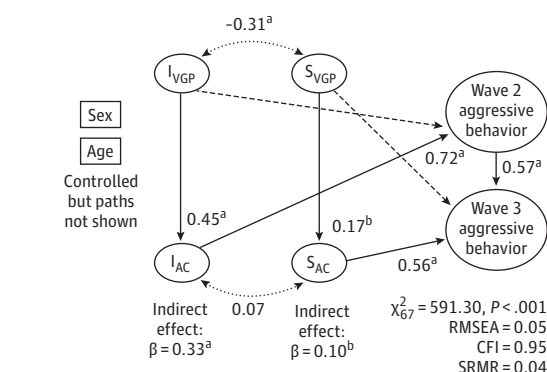 -0.31a
IVGP
SVGP
Wave 2
aggressive
behavior
Sex
Age
Controlled
but paths
not shown
0.72a
0.57a
Wave 3
aggressive
behavior
0.45a
0.17b
IAC
SAC
0.56a
0.07
Indirect
effect:
β=0.33a
Indirect
effect:
β=0.10b
χ²67 = 591.30, P < .001
RMSEA = 0.05
CFI = 0.95
SRMR = 0.04